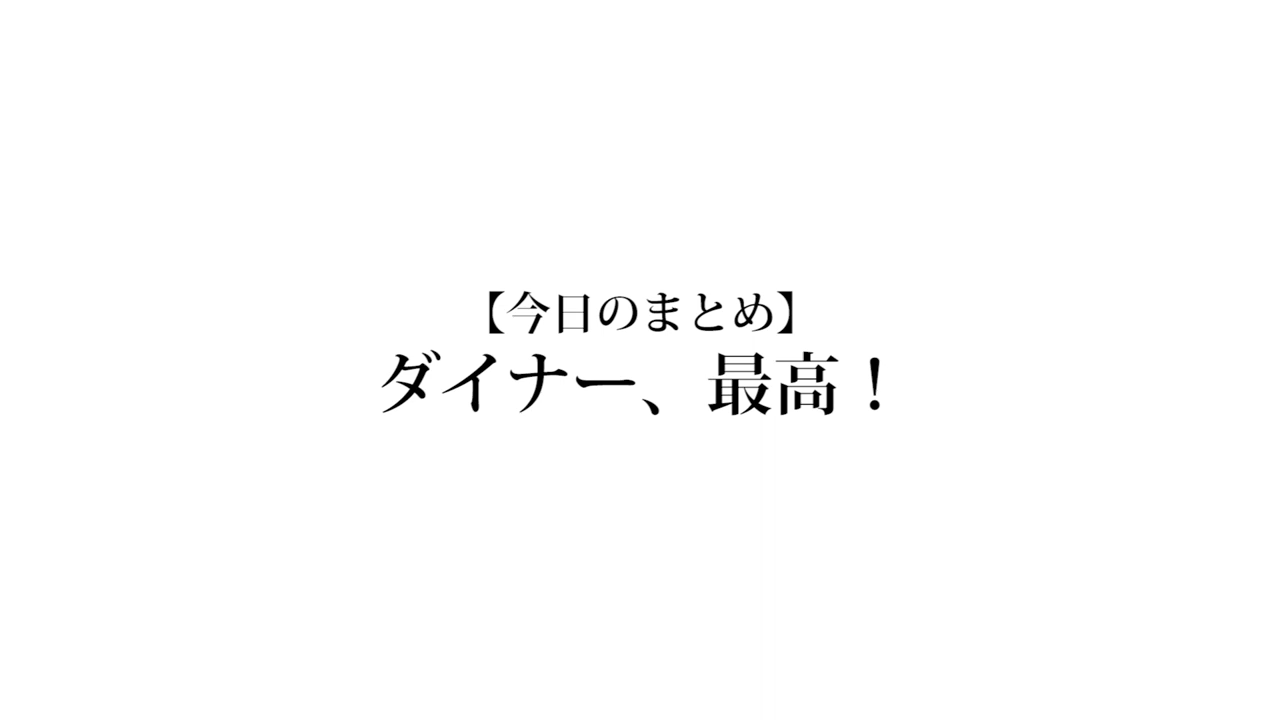 【今日のまとめ】
ダイナー、最高！